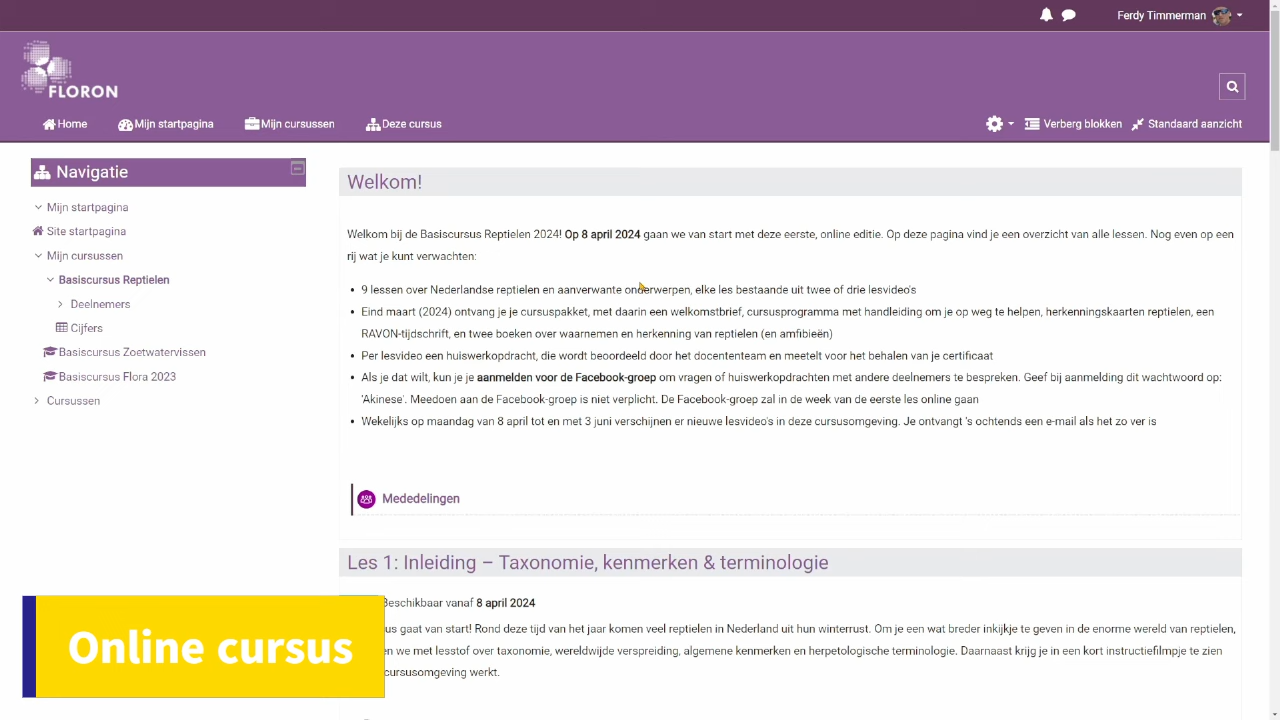 Ferdy Timmerman
FLORON
Home
Mijn startpagina
Mijn cursussen
Deze cursus
Verberg blokken
Standaard aanzicht
Navigatie
Mijn startpagina
Site startpagina
Mijn cursussen
Basiscursus Reptielen
Deelnemers
Cijfers
Basiscursus Zoetwatervissen
Basiscursus Flora 2023
Cursussen
Welkom!
Welkom bij de Basiscursus Reptielen 2024! Op 8 april 2024 gaan we van start met deze eerste, online editie. Op deze pagina vind je een overzicht van alle lessen. Nog even op een
rij wat je kunt verwachten:
• 9 lessen over Nederlandse reptielen en aanverwante onderwerpen, elke les bestaande uit twee of drie lesvideo's
• Eind maart (2024) ontvang je je cursuspakket, met daarin een welkomstbrief, cursusprogramma met handleiding om je op weg te helpen, herkenningskaarten reptielen, een
RAVON-tijdschrift, en twee boeken over waarnemen en herkenning van reptielen (en amfibieën)
• Per lesvideo een huiswerkopdracht, die wordt beoordeeld door het docententeam en meetelt voor het behalen van je certificaat
• Als je dat wilt, kun je je aanmelden voor de Facebook-groep om vragen of huiswerkopdrachten met andere deelnemers te bespreken. Geef bij aanmelding dit wachtwoord op:
'Akinese'. Meedoen aan de Facebook-groep is niet verplicht. De Facebook-groep zal in de week van de eerste les online gaan
• Wekelijks op maandag van 8 april tot en met 3 juni verschijnen er nieuwe lesvideo's in deze cursusomgeving. Je ontvangt 's ochtends een e-mail als het zo ver is
Mededelingen
Les 1: Inleiding – Taxonomie, kenmerken & terminologie
Beschikbaar vanaf 8 april 2024
gaat van start! Rond deze tijd van het jaar komen veel reptielen in Nederland uit hun winterrust. Om je een wat breder inkijkje te geven in de enorme wereld van reptielen,
we met lesstof over taxonomie, wereldwijde verspreiding, algemene kenmerken en herpetologische terminologie. Daarnaast krijg je in een kort instructiefilmpje te zien
cursusomgeving werkt.
Online cursus